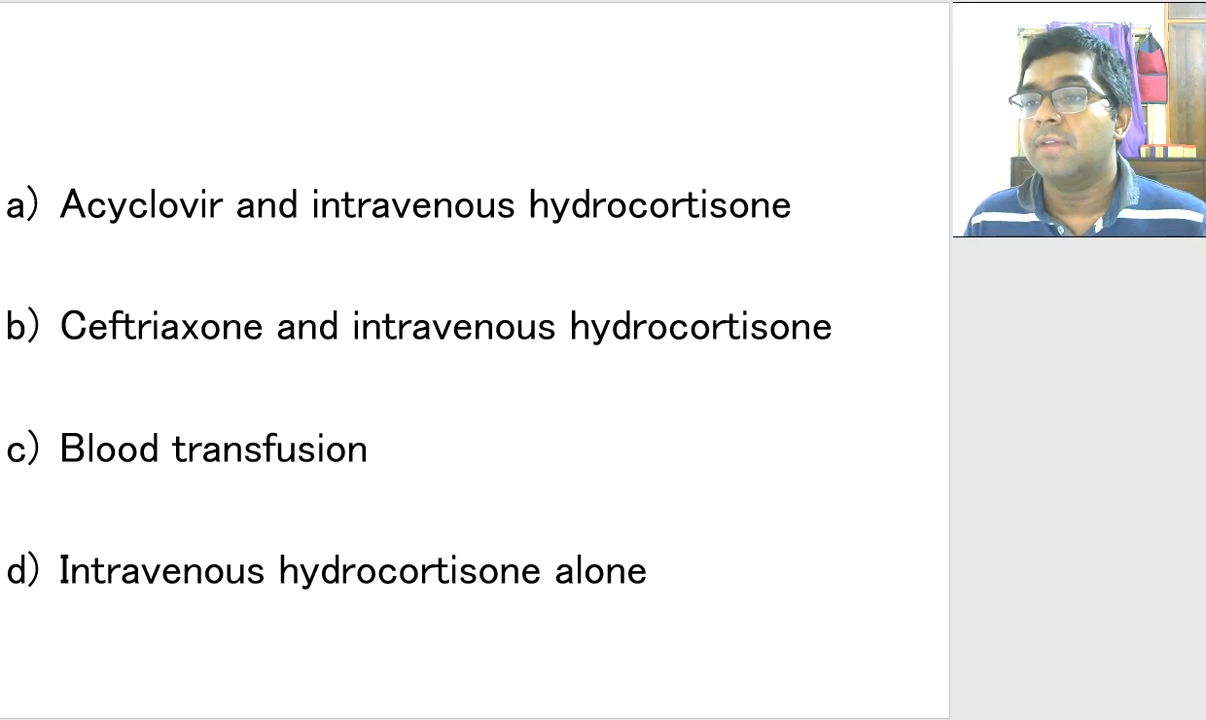 a) Acyclovir and intravenous hydrocortisone
b) Ceftriaxone and intravenous hydrocortisone
c) Blood transfusion
d) Intravenous hydrocortisone alone